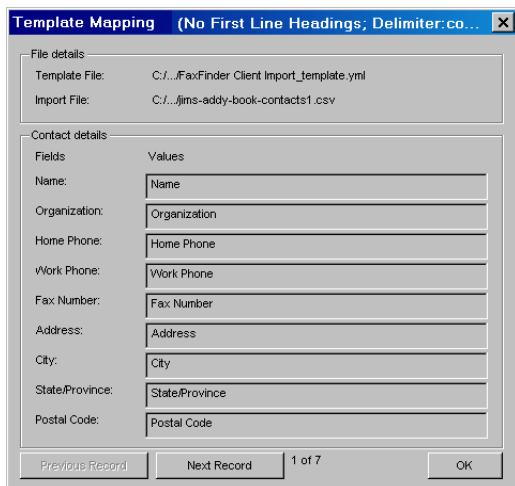 Template Mapping (No First Line Headings; Delimiter:co...
File details
Template File: C:/.../FaxFinder Client Import_template.yml
Import File: C:/.../jims-addy-book-contacts1.csv
Contact details
Fields Values
Name: Name
Organization: Organization
Home Phone: Home Phone
Work Phone: Work Phone
Fax Number: Fax Number
Address: Address
City: City
State/Province: State/Province
Postal Code: Postal Code
Previous Record Next Record 1 of 7 OK